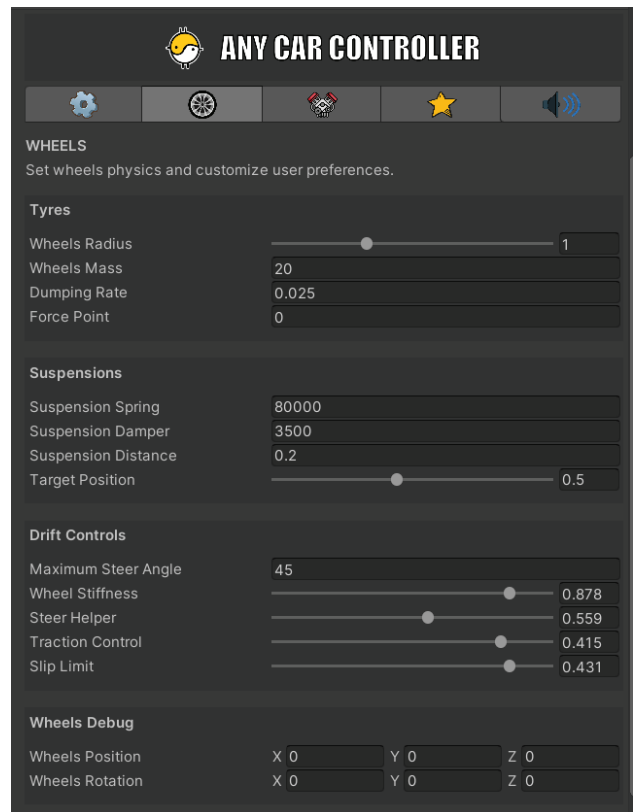 ANY CAR CONTROLLER
WHEELS
Set wheels physics and customize user preferences.
Tyres
Wheels Radius 1
Wheels Mass 20
Dumping Rate 0.025
Force Point 0
Suspensions
Suspension Spring 80000
Suspension Damper 3500
Suspension Distance 0.2
Target Position 0.5
Drift Controls
Maximum Steer Angle 45
Wheel Stiffness 0.878
Steer Helper 0.559
Traction Control 0.415
Slip Limit 0.431
Wheels Debug
Wheels Position X 0 Y 0 Z 0
Wheels Rotation X 0 Y 0 Z 0